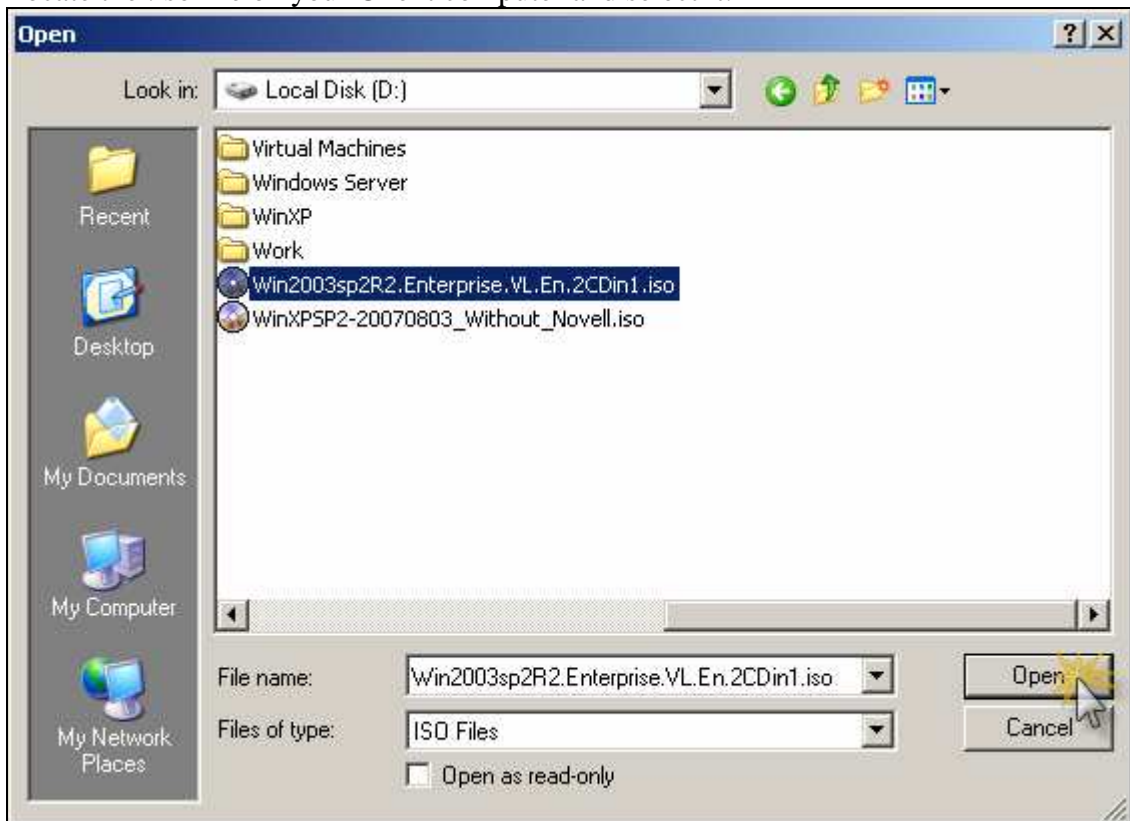 Open
Look in:
Local Disk (D:)
Virtual Machines
Windows Server
WinXP
Work
Win2003sp2R2.Enterprise.VL.En.2CDin1.iso
WinXPSP2-20070803_Without_Novell.iso
Recent
Desktop
My Documents
My Computer
My Network
Places
File name:
Win2003sp2R2.Enterprise.VL.En.2CDin1.iso
Open
Files of type:
ISO Files
Cancel
Open as read-only